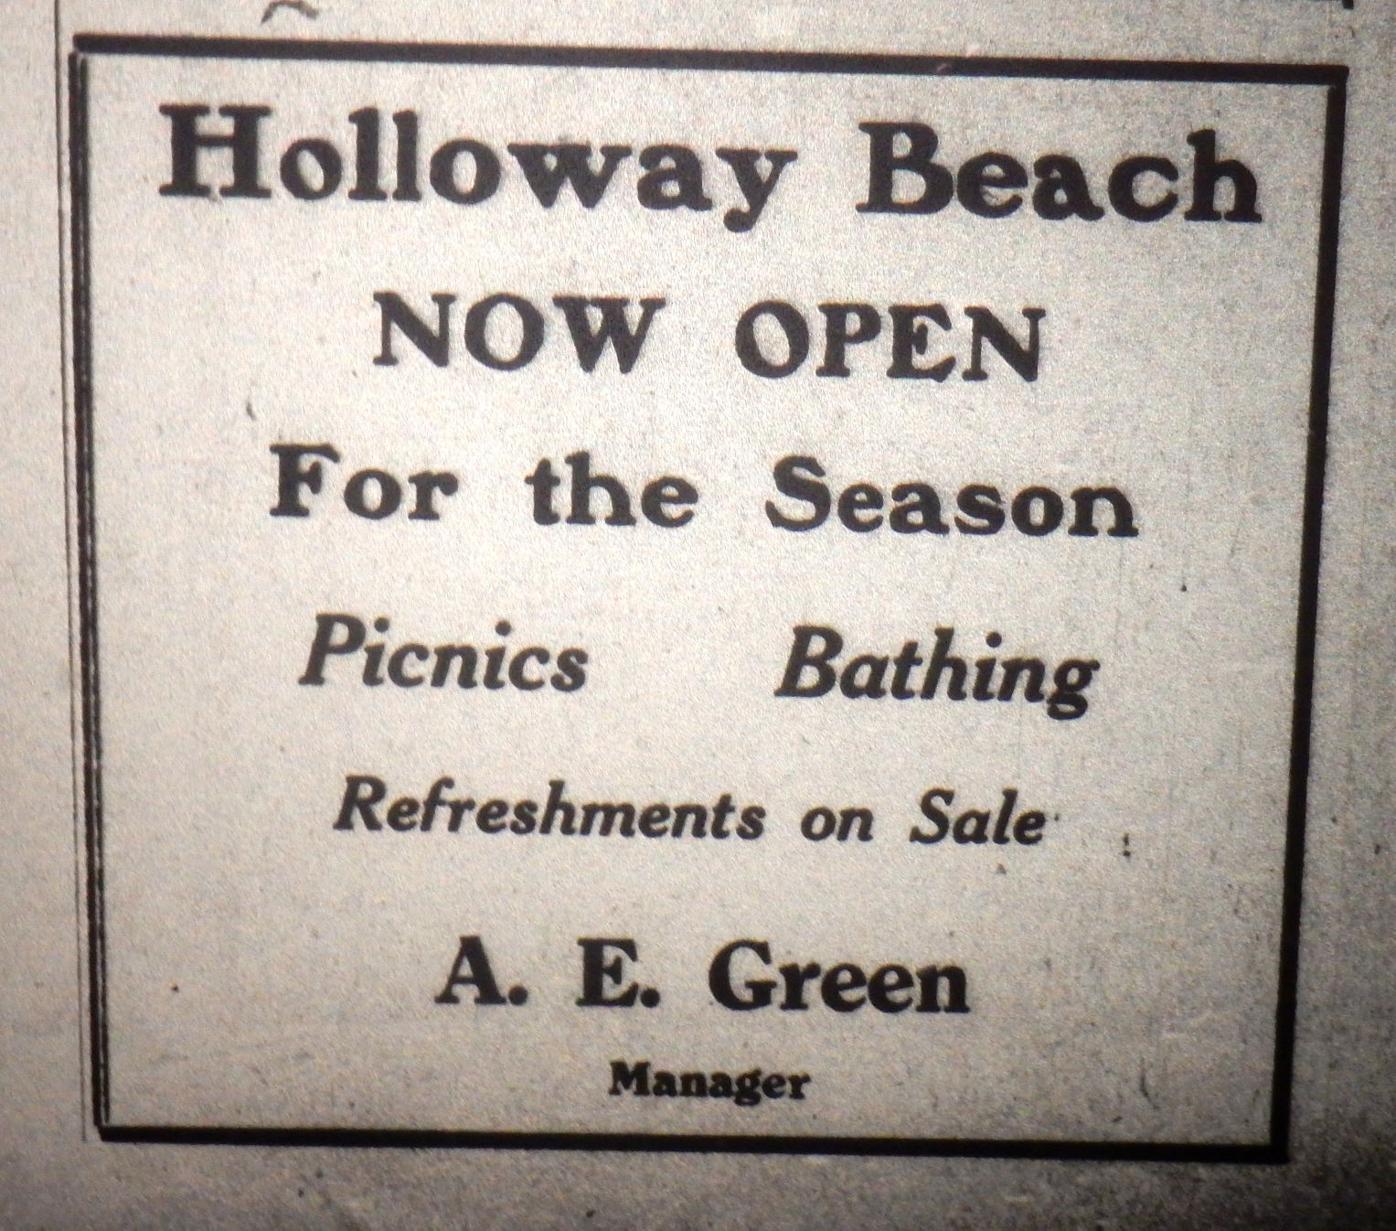 Holloway Beach
NOW OPEN
For the Season
Picnics Bathing
Refreshments on Sale
A. E. Green
Manager